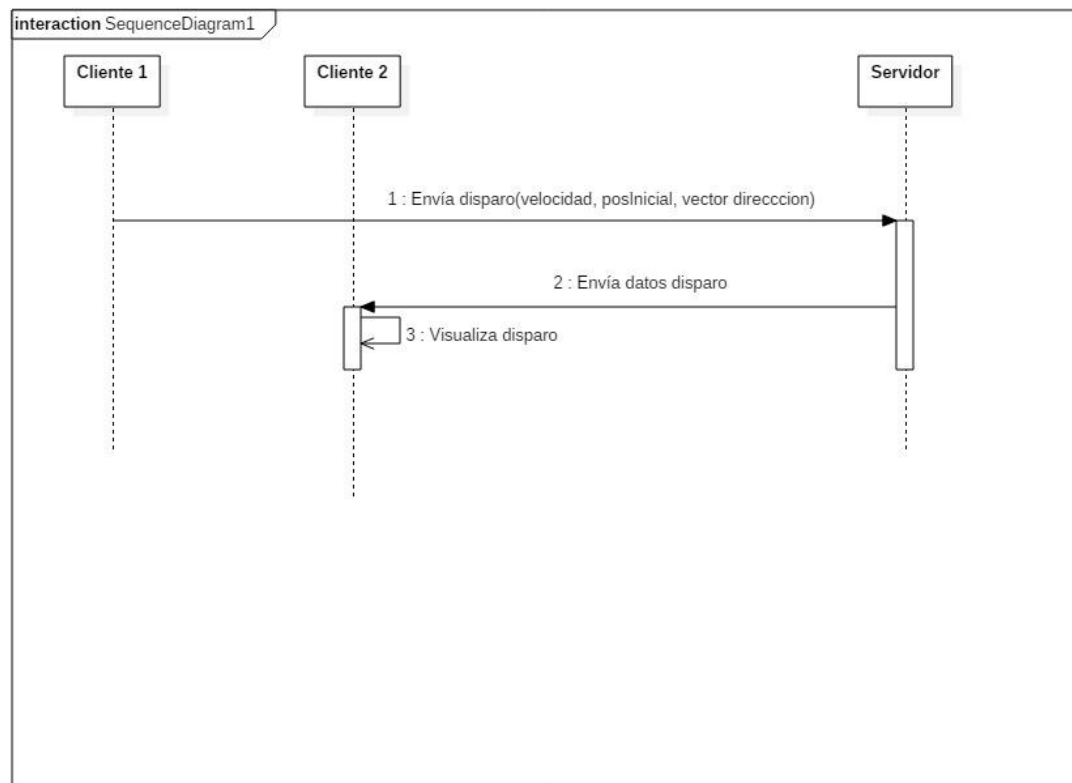 interaction SequenceDiagram1
Cliente 1
Cliente 2
Servidor
1 : Envía disparo(velocidad, posInicial, vector direcccion)
2 : Envía datos disparo
3 : Visualiza disparo